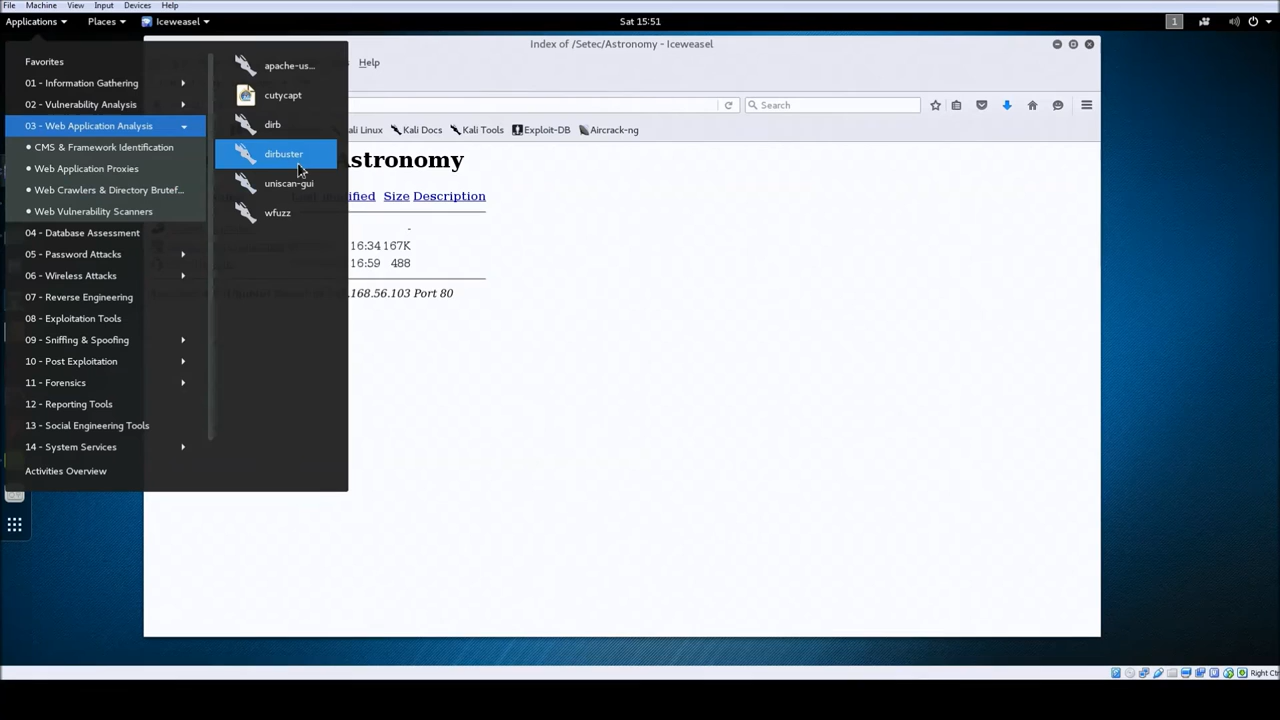 File Machine View Input Devices Help
Applications Places Iceweasel Sat 15:51 1
Index of /Setec/Astronomy - Iceweasel
Favorites
apache-us...
Help
01 - Information Gathering
cutycapt
Search
02 - Vulnerability Analysis
03 - Web Application Analysis
dirb
Kali Linux Kali Docs Kali Tools Exploit-DB Aircrack-ng
CMS & Framework Identification
dirbuster
Astronomy
Web Application Proxies
Web Crawlers & Directory Brutef...
uniscan-gui
Size Description
Web Vulnerability Scanners
wfuzz
04 - Database Assessment
-
05 - Password Attacks
16:34 167K
06 - Wireless Attacks
16:59 488
07 - Reverse Engineering
.168.56.103 Port 80
08 - Exploitation Tools
09 - Sniffing & Spoofing
10 - Post Exploitation
11 - Forensics
12 - Reporting Tools
13 - Social Engineering Tools
14 - System Services
Activities Overview
Right Ctr